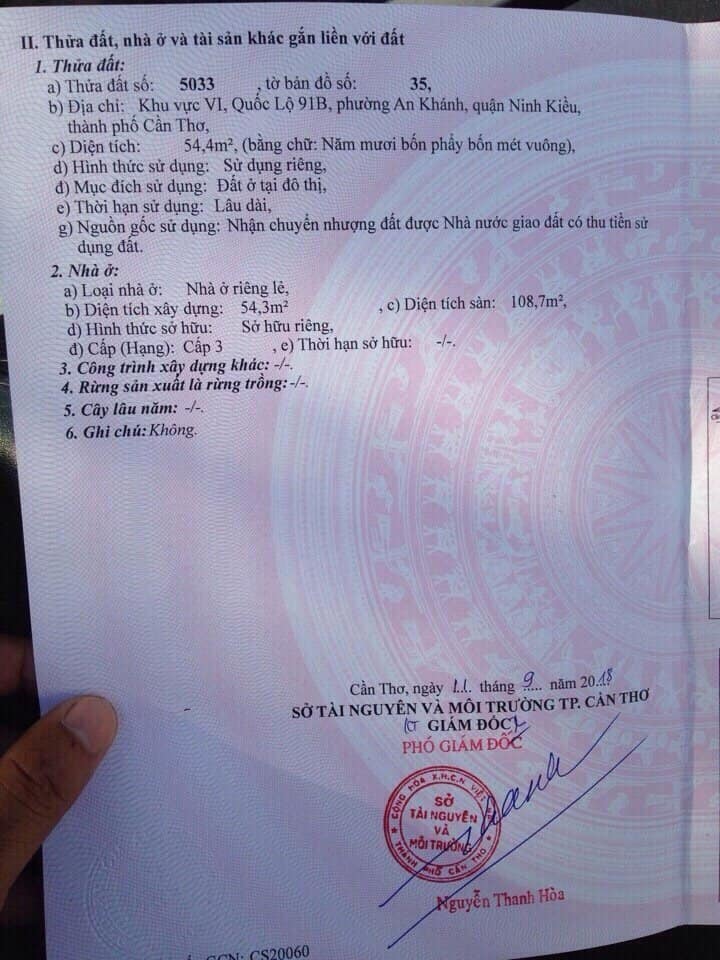 II. Thửa đất, nhà ở và tài sản khác gắn liền với đất
1. Thửa đất:
a) Thửa đất số: 5033 , tờ bản đồ số: 35,
b) Địa chỉ: Khu vực VI, Quốc Lộ 91B, phường An Khánh, quận Ninh Kiều,
thành phố Cần Thơ,
c) Diện tích: 54,4m², (bằng chữ: Năm mươi bốn phẩy bốn mét vuông),
d) Hình thức sử dụng: Sử dụng riêng,
đ) Mục đích sử dụng: Đất ở tại đô thị,
e) Thời hạn sử dụng: Lâu dài,
g) Nguồn gốc sử dụng: Nhận chuyển nhượng đất được Nhà nước giao đất có thu tiền sử
dụng đất.
2. Nhà ở:
a) Loại nhà ở: Nhà ở riêng lẻ,
b) Diện tích xây dựng: 54,3m² , c) Diện tích sàn: 108,7m²,
d) Hình thức sở hữu: Sở hữu riêng,
đ) Cấp (Hạng): Cấp 3 , e) Thời hạn sở hữu: -/-.
3. Công trình xây dựng khác: -/-.
4. Rừng sản xuất là rừng trồng: -/-.
5. Cây lâu năm: -/-.
6. Ghi chú: Không.
Cần Thơ, ngày 11 tháng 9 năm 2018
SỞ TÀI NGUYÊN VÀ MÔI TRƯỜNG TP. CẦN THƠ
KT GIÁM ĐỐC
PHÓ GIÁM ĐỐC
CỘNG HÒA X.H.C.N VIỆT
SỞ
TÀI NGUYÊN
VÀ
MÔI TRƯỜNG
THÀNH PHỐ CẦN THƠ
Nguyễn Thanh Hòa
GCN: CS20060